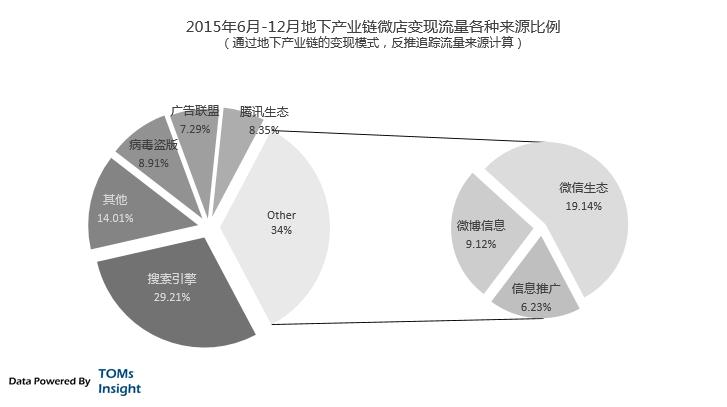 2015年6月-12月地下产业链微店变现流量各种来源比例
（通过地下产业链的变现模式，反推追踪流量来源计算）
广告联盟
7.29%
腾讯生态
8.35%
病毒盗版
8.91%
其他
14.01%
Other
34%
搜索引擎
29.21%
微信生态
19.14%
微博信息
9.12%
信息推广
6.23%
Data Powered By
TOMs
Insight